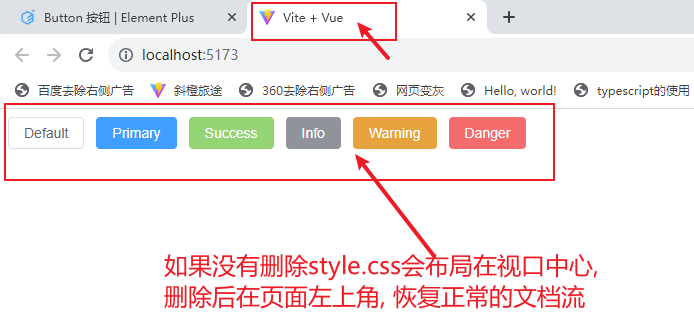 Button 按钮 | Element Plus
Vite + Vue
localhost:5173
百度去除右侧广告 斜橙旅途 360去除右侧广告 网页变灰 Hello, world! typescript的使用
Default Primary Success Info Warning Danger
如果没有删除style.css会布局在视口中心,
删除后在页面左上角, 恢复正常的文档流